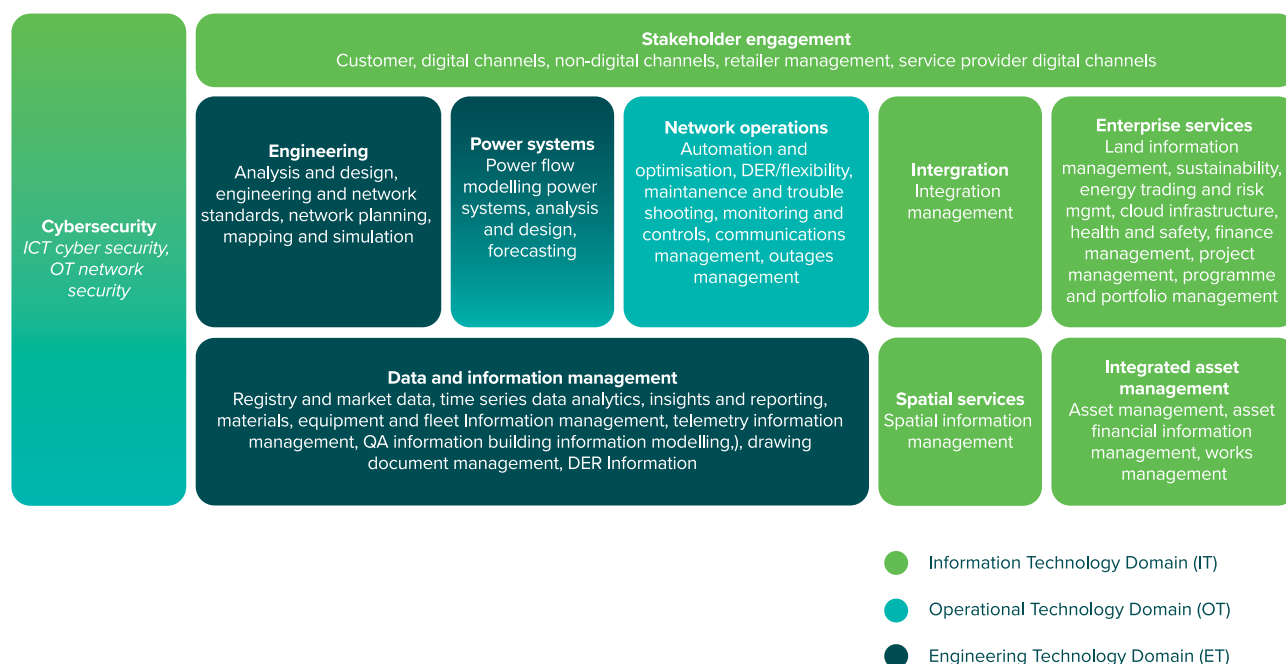 Stakeholder engagement
Customer, digital channels, non-digital channels, retailer management, service provider digital channels
Cybersecurity
ICT cyber security,
OT network
security
Engineering
Analysis and design,
engineering and network
standards, network planning,
mapping and simulation
Power systems
Power flow
modelling power
systems, analysis
and design,
forecasting
Network operations
Automation and
optimisation, DER/flexibility,
maintanence and trouble
shooting, monitoring and
controls, communications
management, outages
management
Intergration
Integration
management
Enterprise services
Land information
management, sustainability,
energy trading and risk
mgmt, cloud infrastructure,
health and safety, finance
management, project
management, programme
and portfolio management
Data and information management
Registry and market data, time series data analytics, insights and reporting,
materials, equipment and fleet Information management, telemetry information
management, QA information building information modelling,), drawing
document management, DER Information
Spatial services
Spatial information
management
Integrated asset
management
Asset management, asset
financial information
management, works
management
Information Technology Domain (IT)
Operational Technology Domain (OT)
Engineering Technology Domain (ET)